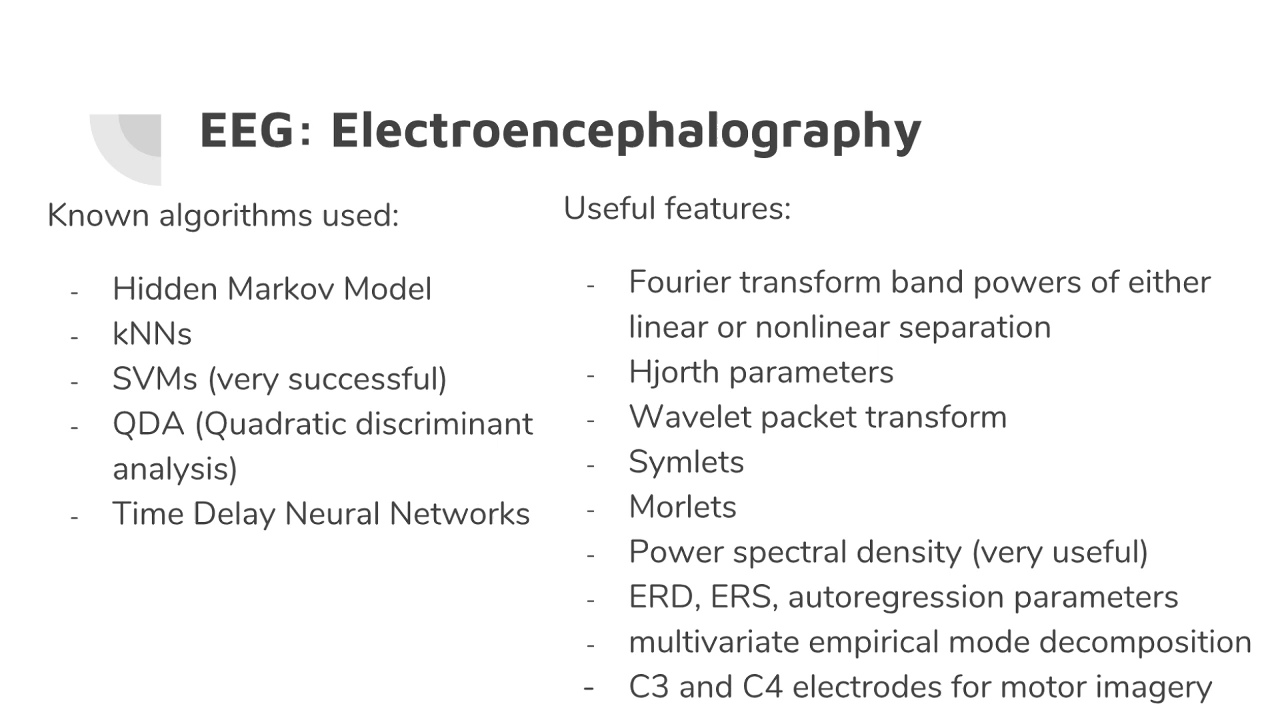 EEG: Electroencephalography
Known algorithms used:
- Hidden Markov Model
- kNNs
- SVMs (very successful)
- QDA (Quadratic discriminant
analysis)
- Time Delay Neural Networks
Useful features:
- Fourier transform band powers of either
linear or nonlinear separation
- Hjorth parameters
- Wavelet packet transform
- Symlets
- Morlets
- Power spectral density (very useful)
- ERD, ERS, autoregression parameters
- multivariate empirical mode decomposition
- C3 and C4 electrodes for motor imagery